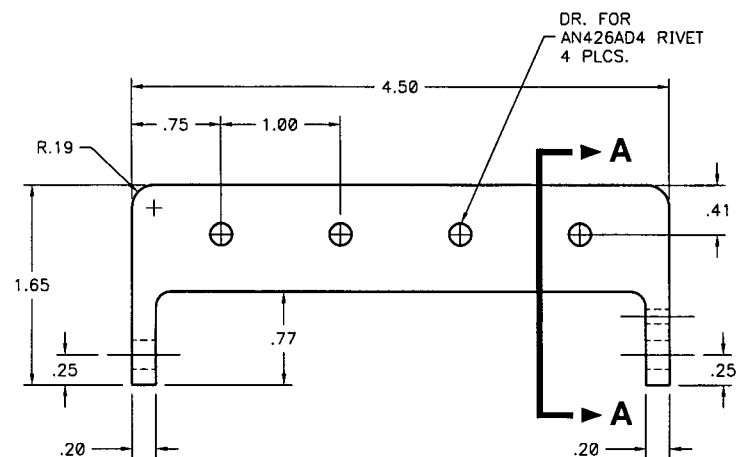 DR. FOR
AN426AD4 RIVET
4 PLCS.
4.50
.75
1.00
R.19
A
.41
1.65
.77
.25
.25
A
.20
.20